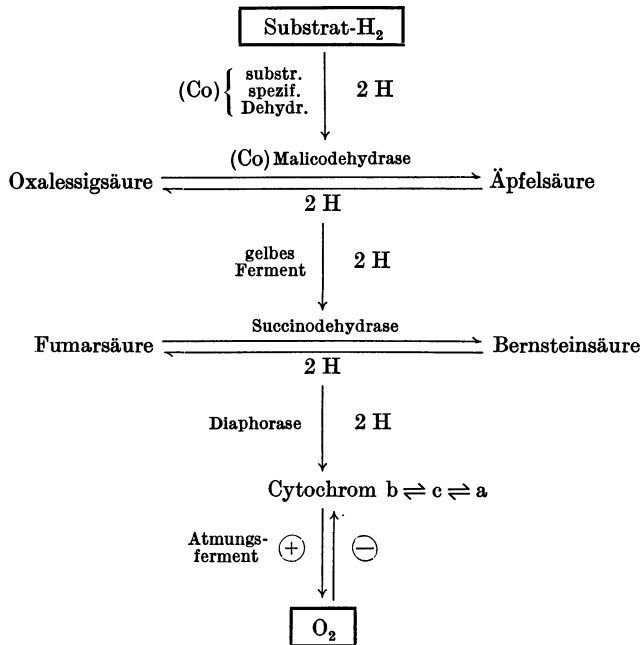 Substrat-H₂
(Co) { substr. spezif. Dehydr.
2 H
(Co) Malicodehydrase
Oxalessigsäure
Äpfelsäure
2 H
gelbes
Ferment
2 H
Succinodehydrase
Fumarsäure
Bernsteinsäure
2 H
Diaphorase
2 H
Cytochrom b ⇌ c ⇌ a
Atmungs-
ferment
+
−
O₂